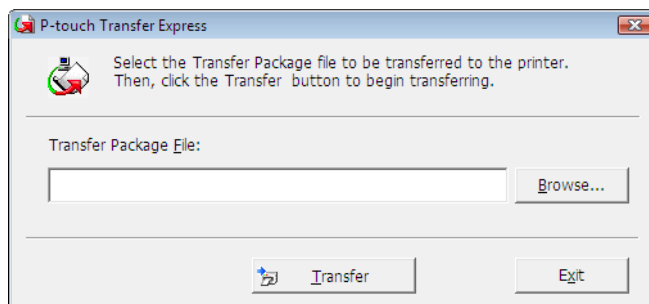 P-touch Transfer Express
Select the Transfer Package file to be transferred to the printer.
Then, click the Transfer button to begin transferring.
Transfer Package File:
Browse...
Transfer
Exit